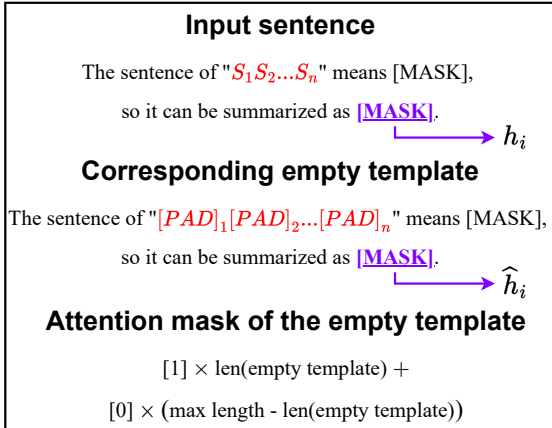 Input sentence
The sentence of "S₁S₂...Sₙ" means [MASK],
so it can be summarized as [MASK].
hᵢ
Corresponding empty template
The sentence of "[PAD]₁[PAD]₂...[PAD]ₙ" means [MASK],
so it can be summarized as [MASK].
ĥᵢ
Attention mask of the empty template
[1] × len(empty template) +
[0] × (max length - len(empty template))